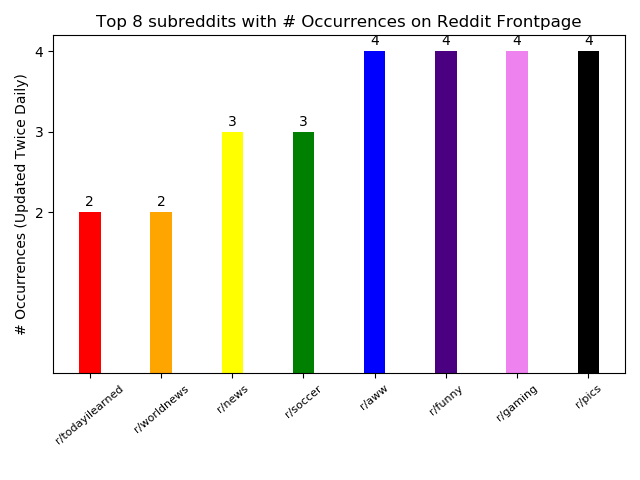 Top 8 subreddits with # Occurrences on Reddit Frontpage
# Occurrences (Updated Twice Daily)
4
3
2
2
2
3
3
4
4
4
4
r/todayilearned
r/worldnews
r/news
r/soccer
r/aww
r/funny
r/gaming
r/pics